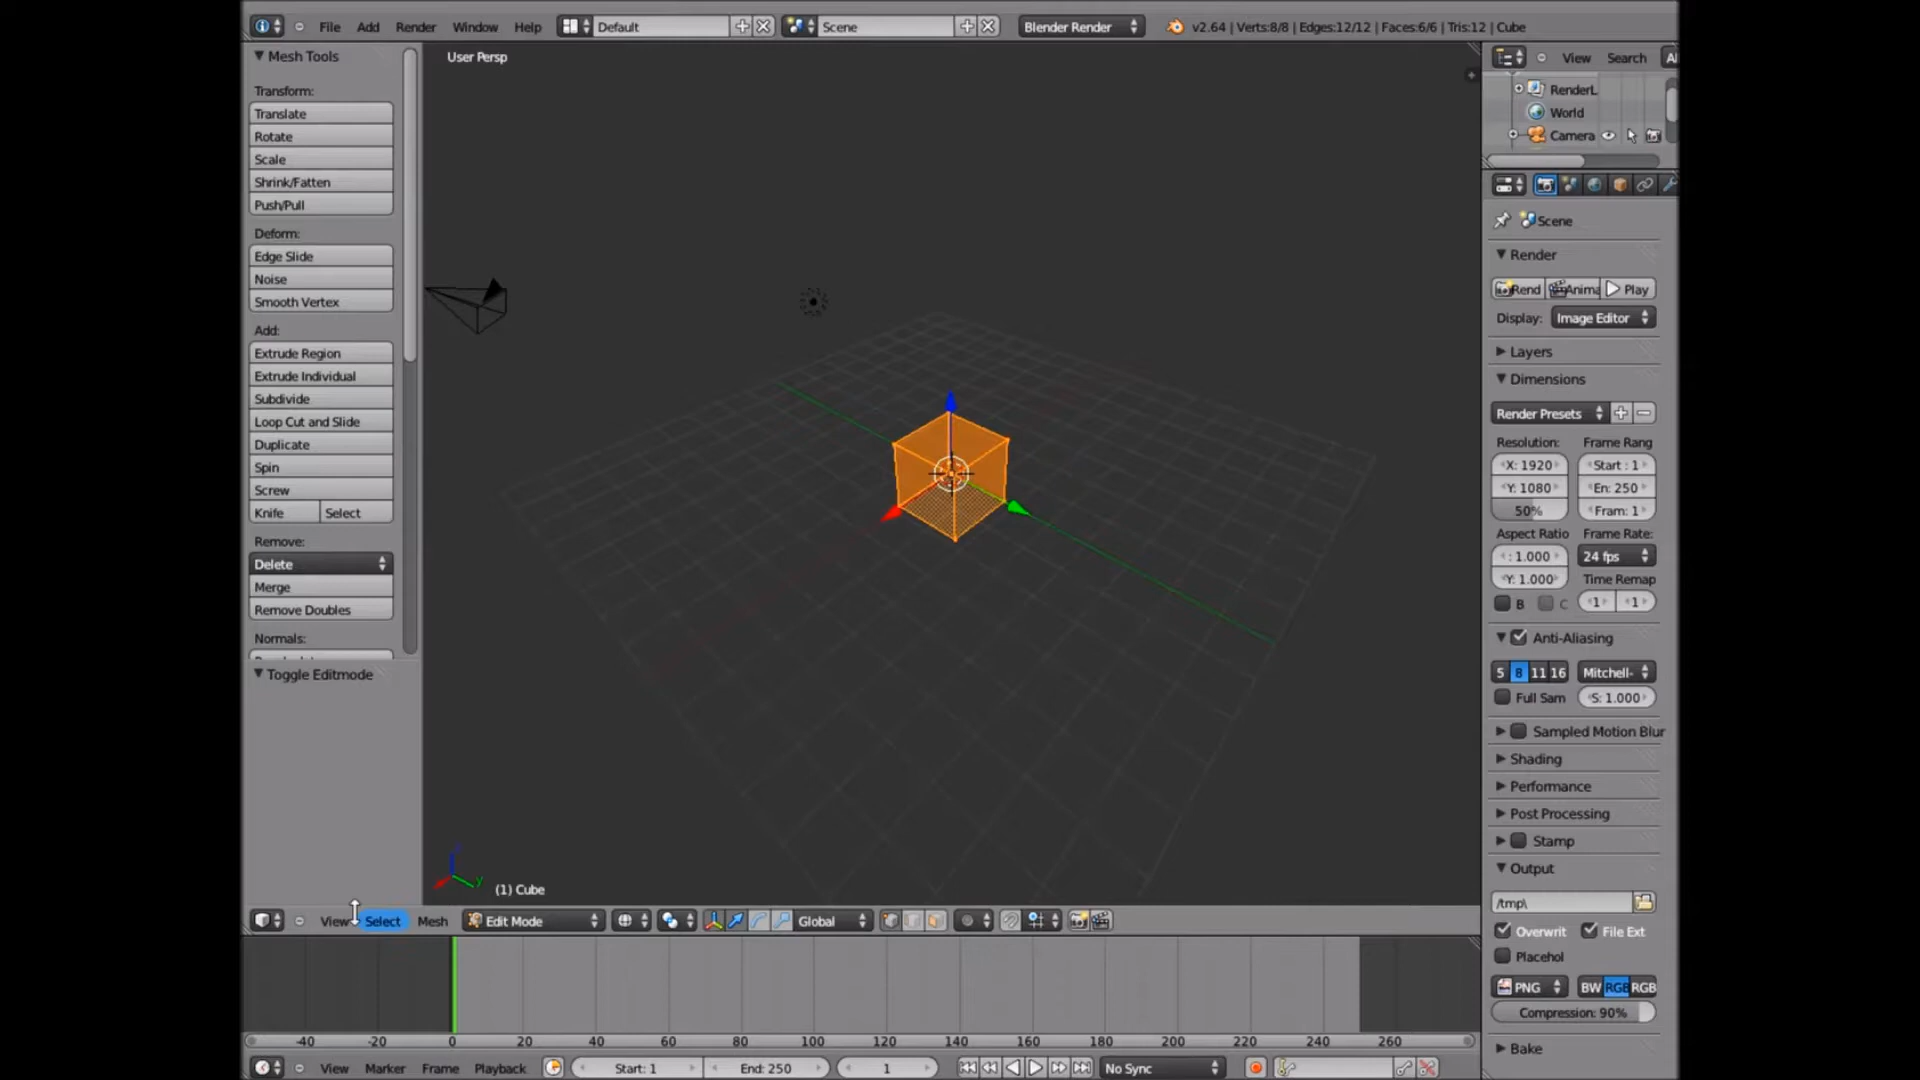 File Add Render Window Help Default Scene Blender Render v2.64 | Verts:8/8 | Edges:12/12 | Faces:6/6 | Tris:12 | Cube
Mesh Tools
Transform:
Translate
Rotate
Scale
Shrink/Fatten
Push/Pull
Deform:
Edge Slide
Noise
Smooth Vertex
Add:
Extrude Region
Extrude Individual
Subdivide
Loop Cut and Slide
Duplicate
Spin
Screw
Knife Select
Remove:
Delete
Merge
Remove Doubles
Normals:
Toggle Editmode
User Persp
(1) Cube
View Select Mesh Edit Mode Global
-40 -20 0 20 40 60 80 100 120 140 160 180 200 220 240 260
View Marker Frame Playback Start: 1 End: 250 1 No Sync
View Search Al
RenderL
World
Camera
Scene
Render
Rend Anima Play
Display: Image Editor
Layers
Dimensions
Render Presets
Resolution: Frame Rang
X: 1920 Start : 1
Y: 1080 En: 250
50% Fram: 1
Aspect Ratio Frame Rate:
: 1.000 24 fps
Y: 1.000 Time Remap
B C 1 1
Anti-Aliasing
5 8 11 16 Mitchell-
Full Sam S: 1.000
Sampled Motion Blur
Shading
Performance
Post Processing
Stamp
Output
/tmp\
Overwrit File Ext
Placehol
PNG BW RGB RGB
Compression: 90%
Bake